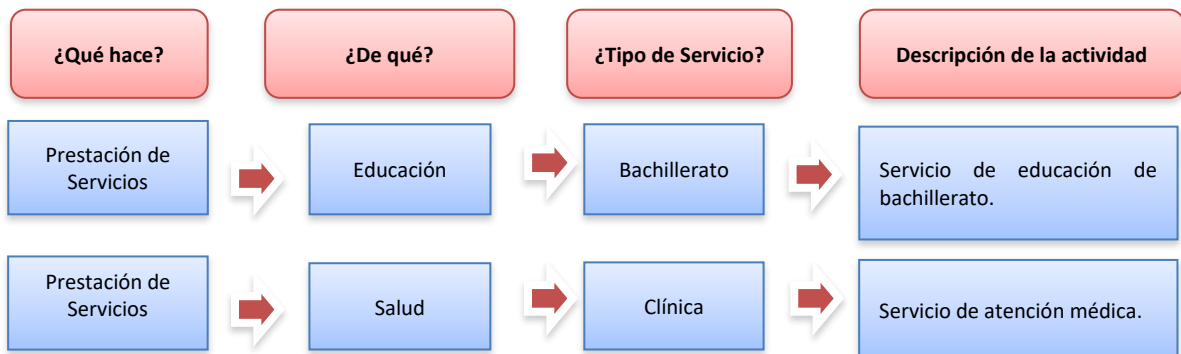 ¿Qué hace?
¿De qué?
¿Tipo de Servicio?
Descripción de la actividad
Prestación de
Servicios
Educación
Bachillerato
Servicio de educación de
bachillerato.
Prestación de
Servicios
Salud
Clínica
Servicio de atención médica.